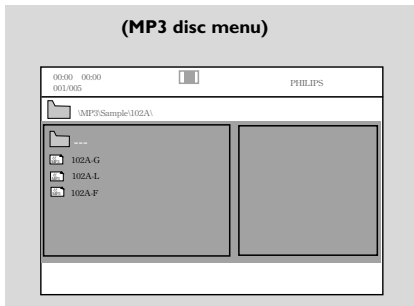 (MP3 disc menu)
00:00 00:00
001/005
PHILIPS
\MP3\Sample\102A\
---
102A-G
102A-L
102A-F